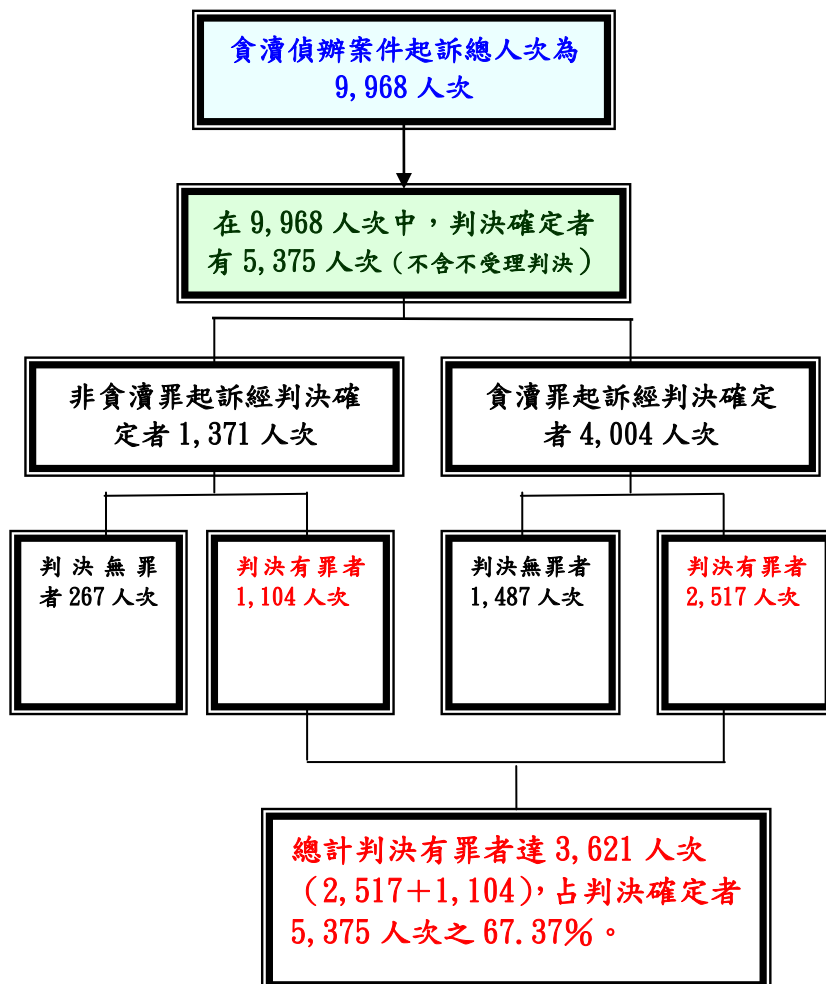 貪瀆偵辦案件起訴總人次為
9,968 人次
在 9,968 人次中，判決確定者
有 5,375 人次（不含不受理判決）
非貪瀆罪起訴經判決確
定者 1,371 人次
貪瀆罪起訴經判決確定
者 4,004 人次
判決無罪
者 267 人次
判決有罪者
1,104 人次
判決無罪者
1,487 人次
判決有罪者
2,517 人次
總計判決有罪者達 3,621 人次
（2,517＋1,104），占判決確定者
5,375 人次之 67.37％。